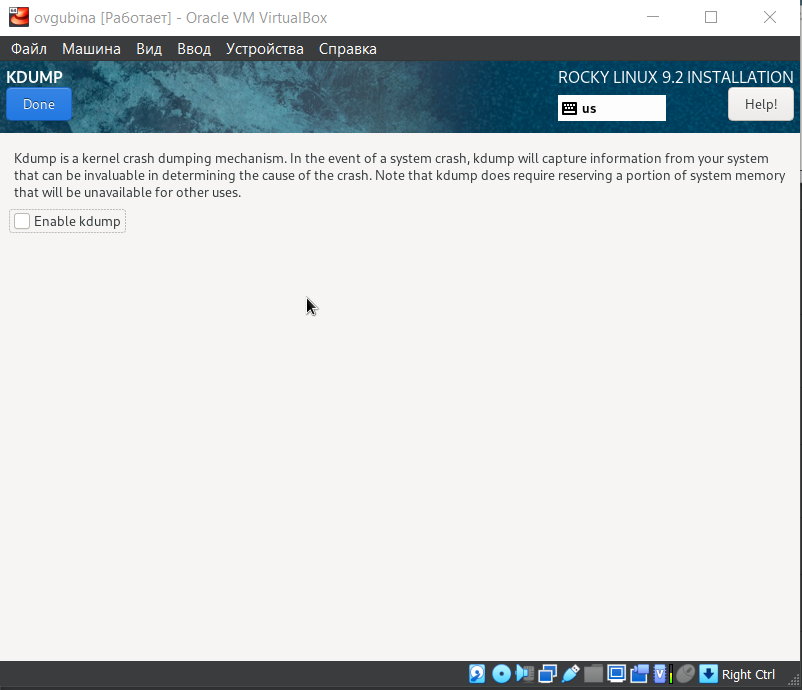 ovgubina [Работает] - Oracle VM VirtualBox
Файл Машина Вид Ввод Устройства Справка
KDUMP
ROCKY LINUX 9.2 INSTALLATION
Done
us
Help!
Kdump is a kernel crash dumping mechanism. In the event of a system crash, kdump will capture information from your system
that can be invaluable in determining the cause of the crash. Note that kdump does require reserving a portion of system memory
that will be unavailable for other uses.
Enable kdump
Right Ctrl